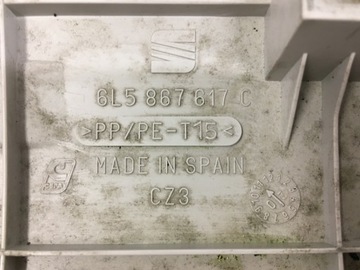 6L5 867 617 C
>PP/PE-T15<
MADE IN SPAIN
CZ3